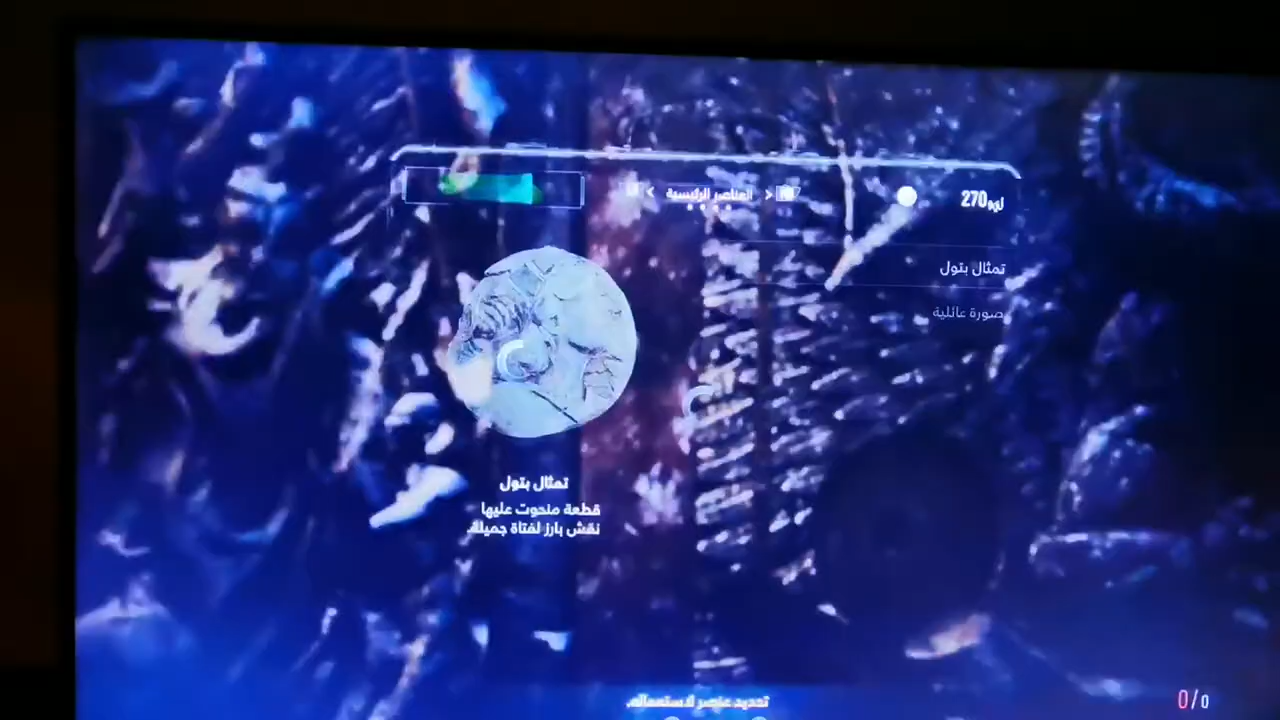 العناصر الرئيسية
270 ليو
تمثال بتول
صورة عائلية
تمثال بتول
قطعة منحوت عليها
نقش بارز لفتاة جميلة.
تحديد عنصر لاستعماله.
0/0